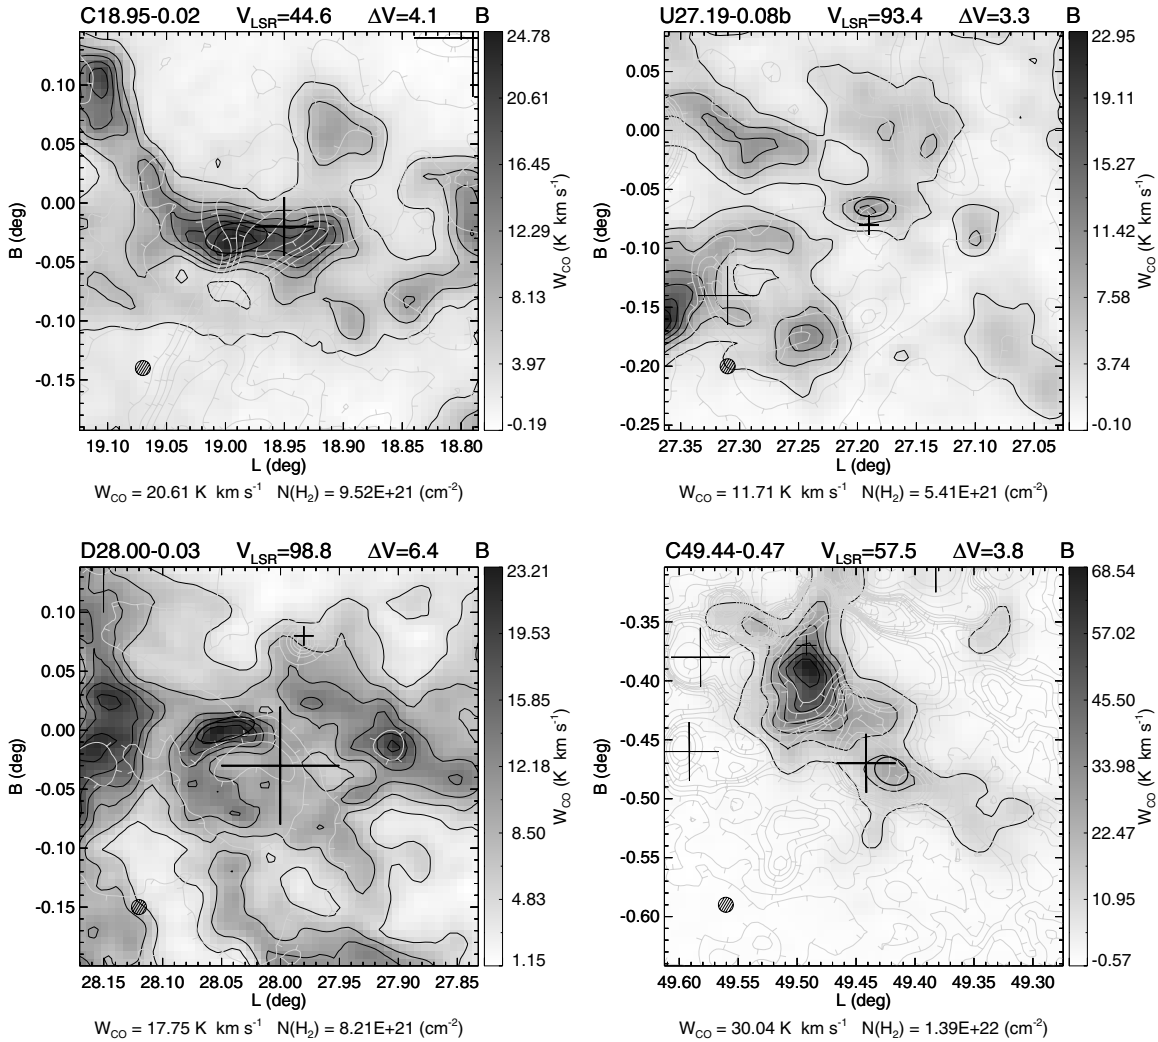 C18.95-0.02 V_LSR=44.6 ΔV=4.1 B
24.78
20.61
16.45
12.29
8.13
3.97
-0.19
W_CO (K km s⁻¹)
B (deg)
0.10
0.05
0.00
-0.05
-0.10
-0.15
19.10 19.05 19.00 18.95 18.90 18.85 18.80
L (deg)
W_CO = 20.61 K km s⁻¹ N(H₂) = 9.52E+21 (cm⁻²)
U27.19-0.08b V_LSR=93.4 ΔV=3.3 B
22.95
19.11
15.27
11.42
7.58
3.74
-0.10
W_CO (K km s⁻¹)
B (deg)
0.05
0.00
-0.05
-0.10
-0.15
-0.20
-0.25
27.35 27.30 27.25 27.20 27.15 27.10 27.05
L (deg)
W_CO = 11.71 K km s⁻¹ N(H₂) = 5.41E+21 (cm⁻²)
D28.00-0.03 V_LSR=98.8 ΔV=6.4 B
23.21
19.53
15.85
12.18
8.50
4.83
1.15
W_CO (K km s⁻¹)
B (deg)
0.10
0.05
0.00
-0.05
-0.10
-0.15
28.15 28.10 28.05 28.00 27.95 27.90 27.85
L (deg)
W_CO = 17.75 K km s⁻¹ N(H₂) = 8.21E+21 (cm⁻²)
C49.44-0.47 V_LSR=57.5 ΔV=3.8 B
68.54
57.02
45.50
33.98
22.47
10.95
-0.57
W_CO (K km s⁻¹)
B (deg)
-0.35
-0.40
-0.45
-0.50
-0.55
-0.60
49.60 49.55 49.50 49.45 49.40 49.35 49.30
L (deg)
W_CO = 30.04 K km s⁻¹ N(H₂) = 1.39E+22 (cm⁻²)